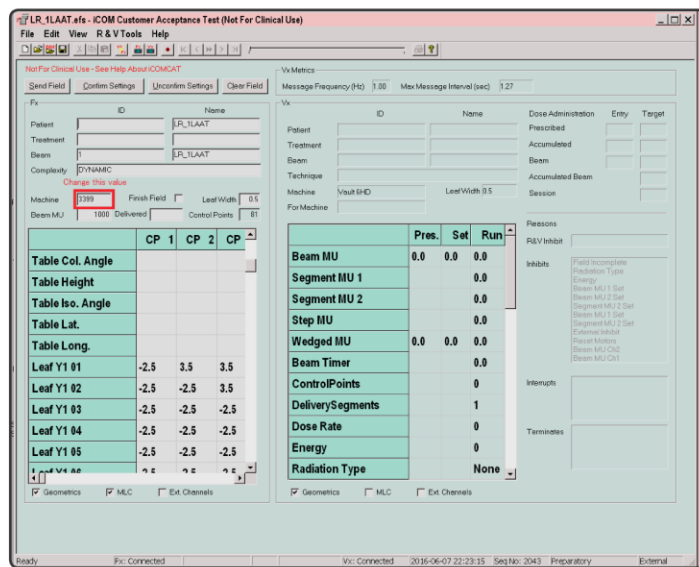 LR_1LAAT.efs - iCOM Customer Acceptance Test (Not For Clinical Use)
File Edit View R & V Tools Help
Not For Clinical Use - See Help About iCOMCAT
Send Field Confirm Settings Unconfirm Settings Clear Field
Fx
ID Name
Patient LR_1LAAT
Treatment
Beam 1 LR_1LAAT
Complexity DYNAMIC
Change this value
Machine 3399 Finish Field Leaf Width 0.5
Beam MU 1000 Delivered Control Points 81
CP 1 CP 2 CP
Table Col. Angle
Table Height
Table Iso. Angle
Table Lat.
Table Long.
Leaf Y1 01 -2.5 3.5 3.5
Leaf Y1 02 -2.5 -2.5 3.5
Leaf Y1 03 -2.5 -2.5 -2.5
Leaf Y1 04 -2.5 -2.5 -2.5
Leaf Y1 05 -2.5 -2.5 -2.5
Leaf Y1 06 -2.5 -2.5 -2.5
Geometrics MLC Ext. Channels
Vx Metrics
Message Frequency (Hz) 1.00 Max Message Interval (sec) 1.27
Vx
ID Name
Patient
Treatment
Beam
Technique
Machine Vault 6HD Leaf Width 0.5
For Machine
Pres. Set Run
Beam MU 0.0 0.0 0.0
Segment MU 1 0.0
Segment MU 2 0.0
Step MU 0.0
Wedged MU 0.0 0.0 0.0
Beam Timer 0.0
ControlPoints 0
DeliverySegments 1
Dose Rate 0
Energy 0
Radiation Type None
Geometrics MLC Ext. Channels
Dose Administration Entry Target
Prescribed
Accumulated
Beam
Accumulated Beam
Session
Reasons
R&V Inhibit
Inhibits
Field Incomplete
Radiation Type
Energy
Beam MU 1 Set
Beam MU 2 Set
Segment MU 2 Set
Beam MU 1 Set
Segment MU 2 Set
External Inhibit
Reset Motors
Beam MU Ch2
Beam MU Ch1
Interrupts
Terminates
Ready Fx: Connected Vx: Connected 2016-06-07 22:23:15 Seq No: 2043 Preparatory External